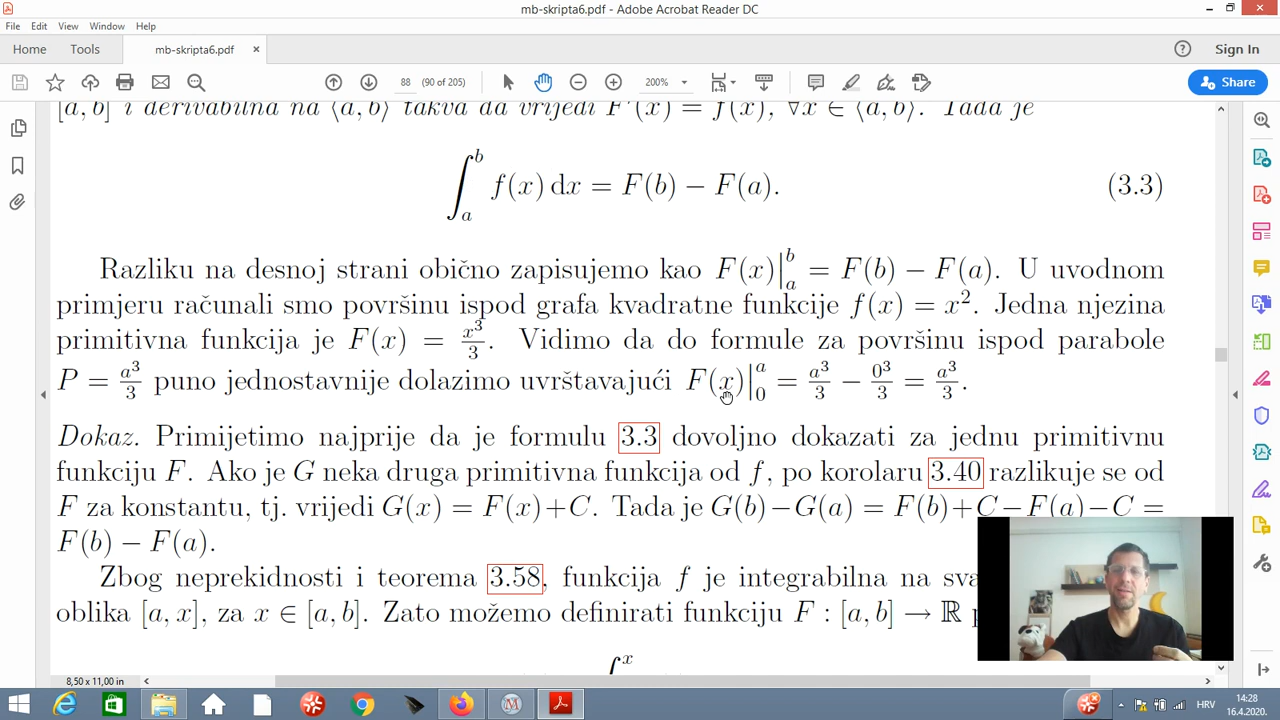 mb-skripta6.pdf - Adobe Acrobat Reader DC
File Edit View Window Help
Home Tools mb-skripta6.pdf × Sign In
88 (90 of 205) 200% Share
[a, b] i derivabilna na ⟨a, b⟩ takva da vrijedi F′(x) = f(x), ∀x ∈ ⟨a, b⟩. Tada je
∫_a^b f(x) dx = F(b) − F(a). (3.3)
Razliku na desnoj strani obično zapisujemo kao F(x)|_a^b = F(b) − F(a). U uvodnom
primjeru računali smo površinu ispod grafa kvadratne funkcije f(x) = x². Jedna njezina
primitivna funkcija je F(x) = x³/3. Vidimo da do formule za površinu ispod parabole
P = a³/3 puno jednostavnije dolazimo uvrštavajući F(x)|_0^a = a³/3 − 0³/3 = a³/3.
Dokaz. Primijetimo najprije da je formulu 3.3 dovoljno dokazati za jednu primitivnu
funkciju F. Ako je G neka druga primitivna funkcija od f, po korolaru 3.40 razlikuje se od
F za konstantu, tj. vrijedi G(x) = F(x)+C. Tada je G(b)−G(a) = F(b)+C−F(a)−C =
F(b) − F(a).
Zbog neprekidnosti i teorema 3.58, funkcija f je integrabilna na
oblika [a, x], za x ∈ [a, b]. Zato možemo definirati funkciju F : [a, b] → ℝ
∫^x
8,50 x 11,00 in
HRV 14:28
16.4.2020.